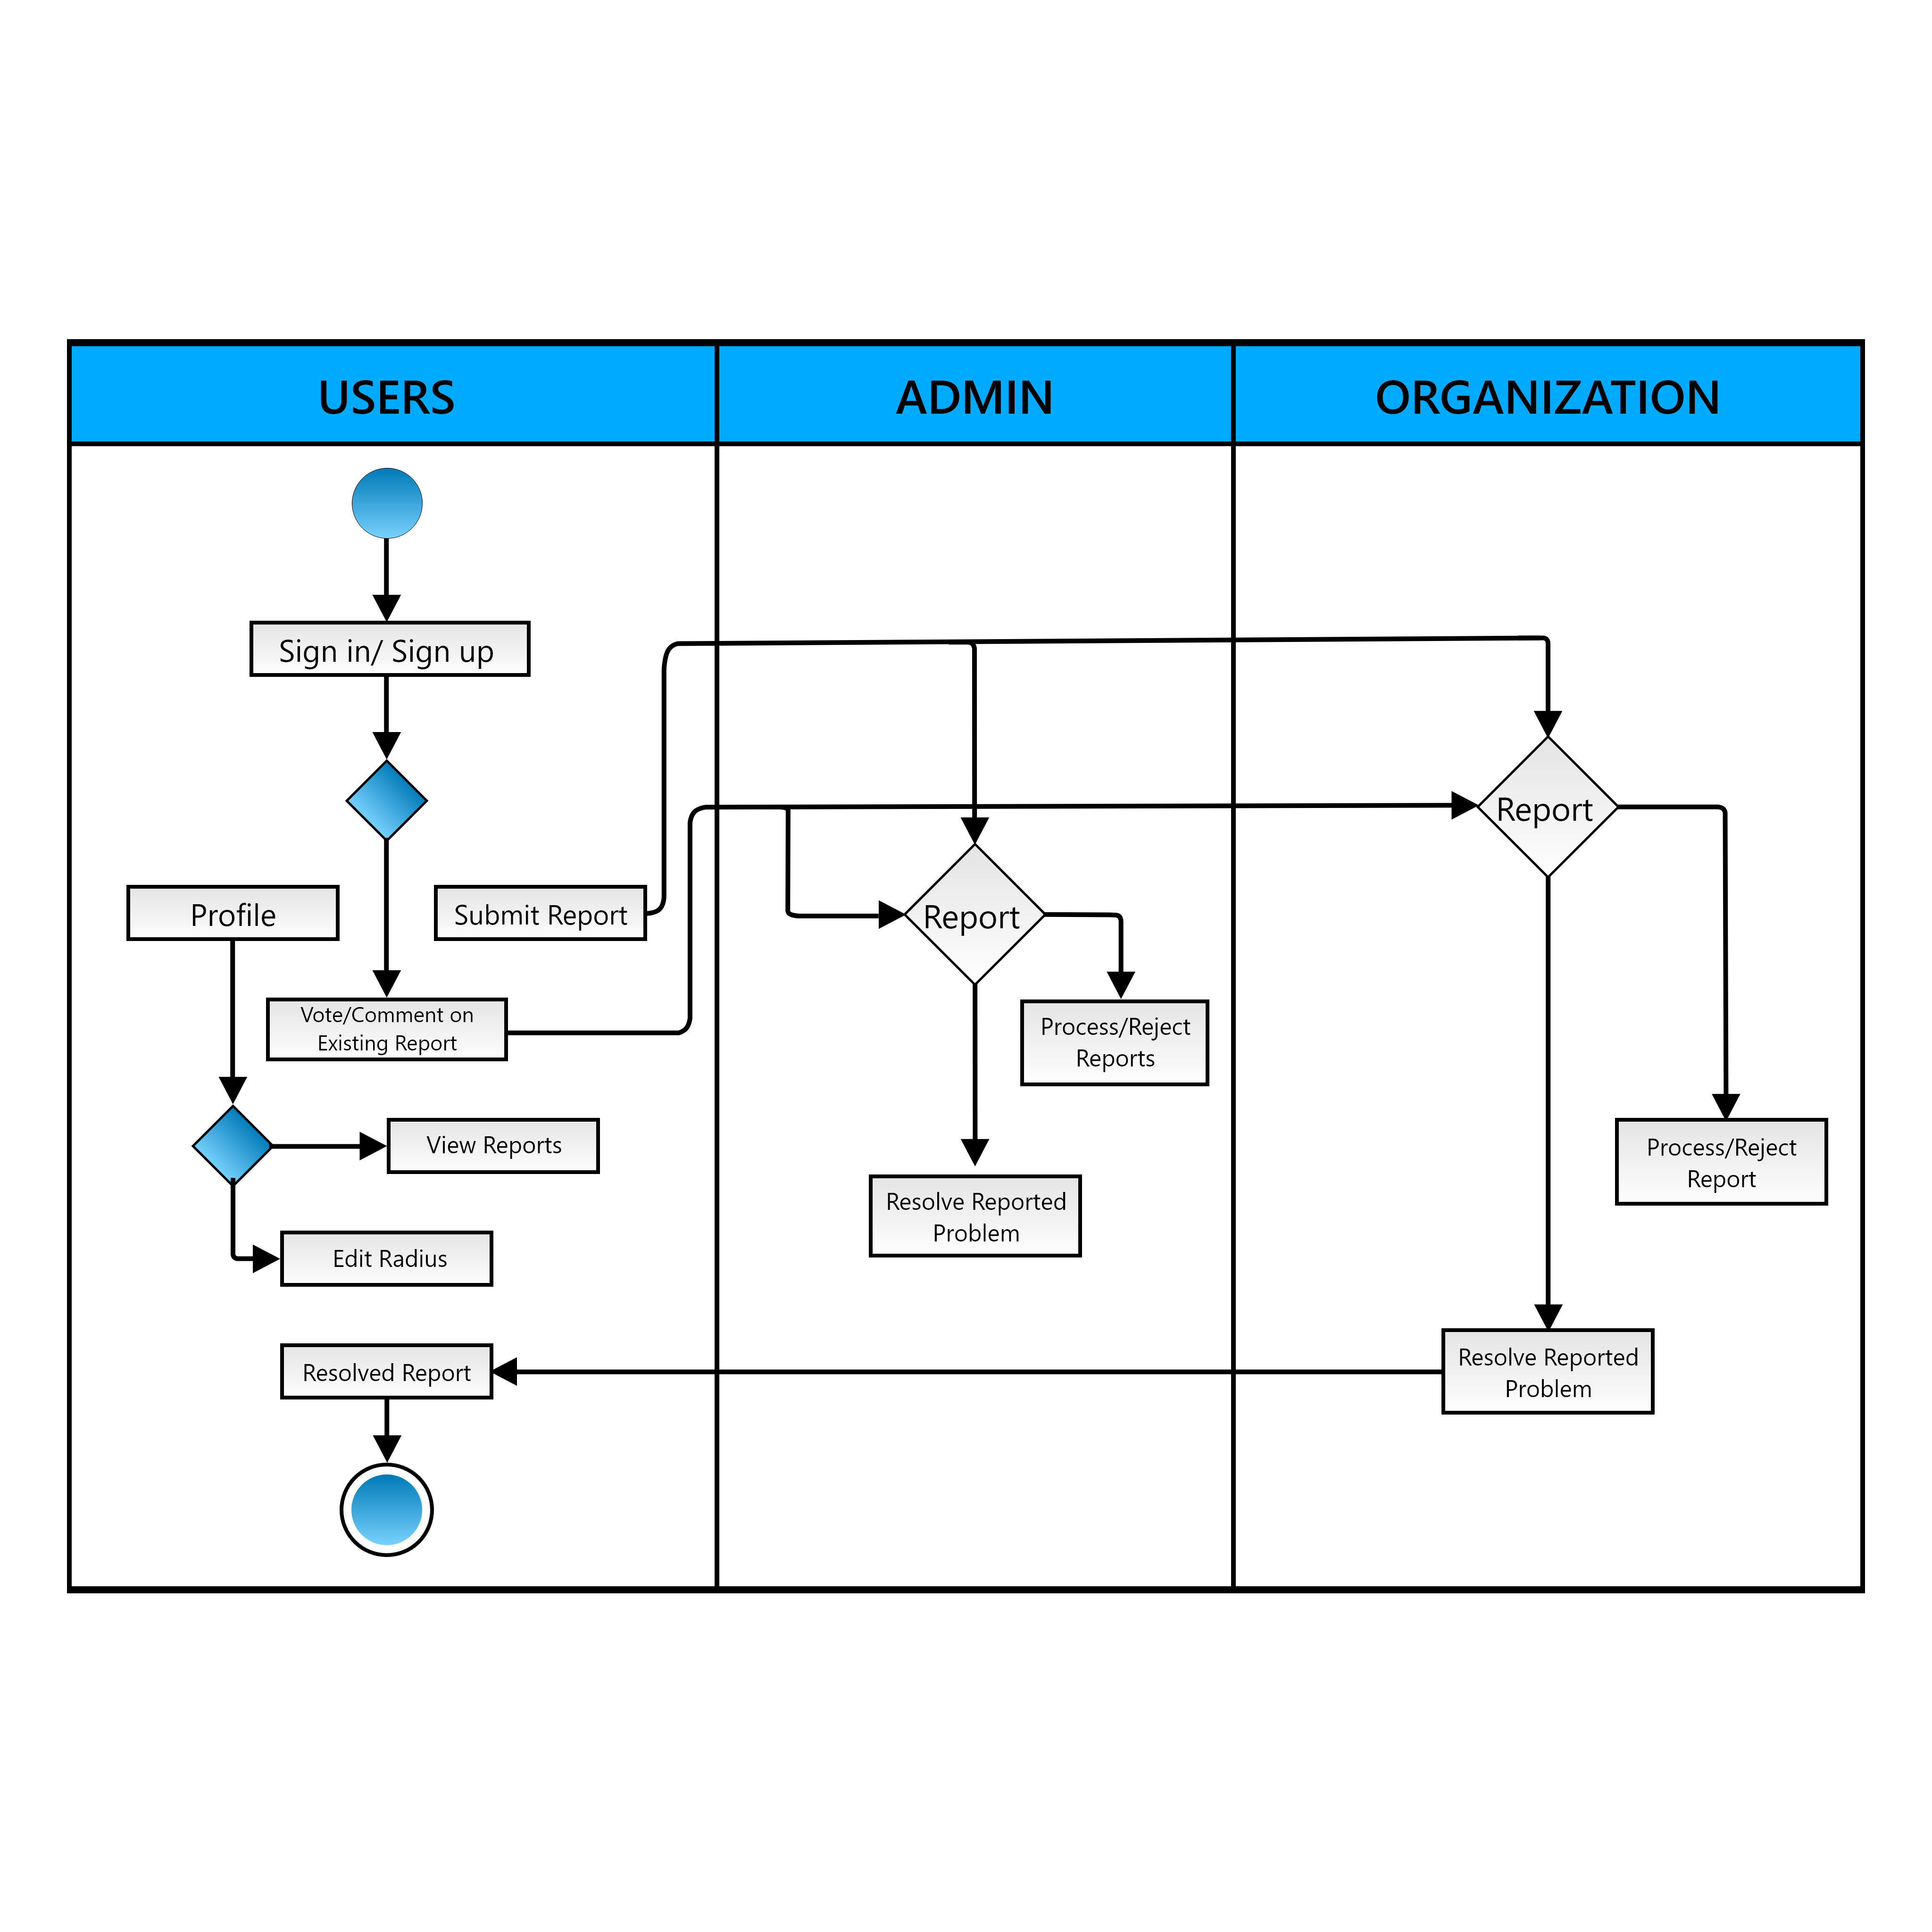 USERS
ADMIN
ORGANIZATION
Sign in/ Sign up
Report
Profile
Submit Report
Report
Vote/Comment on
Existing Report
Process/Reject
Reports
View Reports
Process/Reject
Report
Resolve Reported
Problem
Edit Radius
Resolved Report
Resolve Reported
Problem